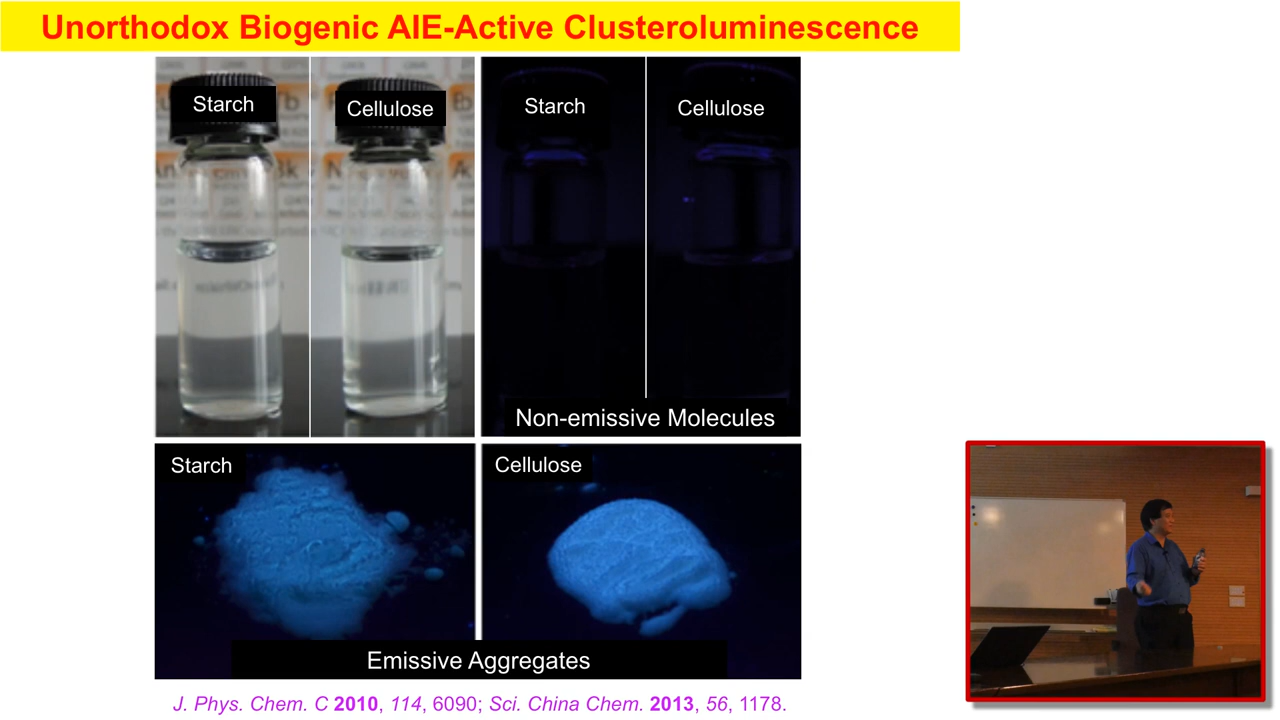 Unorthodox Biogenic AIE-Active Clusteroluminescence
Starch
Cellulose
Starch
Cellulose
Non-emissive Molecules
Starch
Cellulose
Emissive Aggregates
J. Phys. Chem. C 2010, 114, 6090; Sci. China Chem. 2013, 56, 1178.